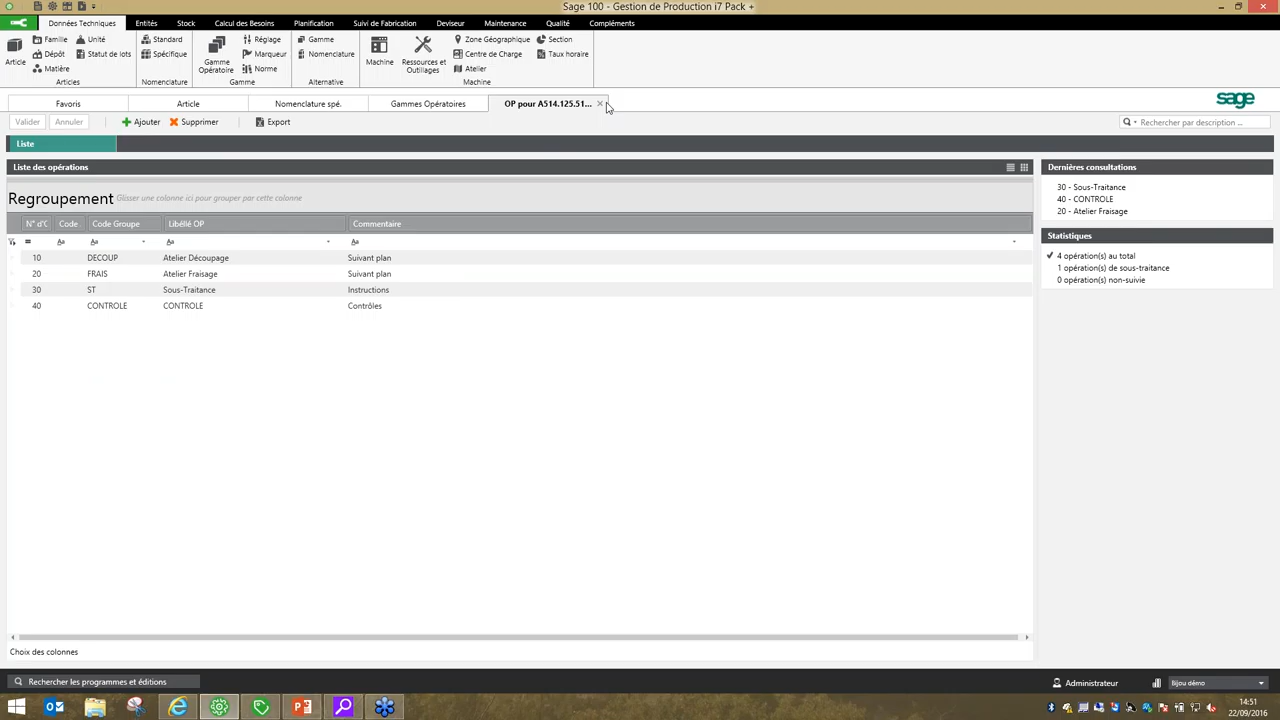 Sage 100 - Gestion de Production i7 Pack +
Données Techniques Entités Stock Calcul des Besoins Planification Suivi de Fabrication Deviseur Maintenance Qualité Compléments
Article
Famille
Unité
Dépôt
Statut de lots
Matière
Articles
Standard
Spécifique
Nomenclature
Gamme Opératoire
Réglage
Marqueur
Norme
Gamme
Gamme
Nomenclature
Alternative
Machine
Ressources et Outillages
Zone Géographique
Section
Centre de Charge
Taux horaire
Atelier
Machine
Favoris Article Nomenclature spé. Gammes Opératoires OP pour A514.125.51...
sage
Valider Annuler Ajouter Supprimer Export
Rechercher par description ...
Liste
Liste des opérations
Regroupement Glisser une colonne ici pour grouper par cette calonne
N° d'C Code Code Groupe Libéllé OP Commentaire
= Aa Aa Aa Aa
10 DECOUP Atelier Découpage Suivant plan
20 FRAIS Atelier Fraisage Suivant plan
30 ST Sous-Traitance Instructions
40 CONTROLE CONTROLE Contrôles
Dernières consultations
30 - Sous-Traitance
40 - CONTROLE
20 - Atelier Fraisage
Statistiques
4 opération(s) au total
1 opération(s) de sous-traitance
0 opération(s) non-suivie
Choix des colonnes
Rechercher les programmes et éditions
Administrateur
Bijou démo
14:51
22/09/2016